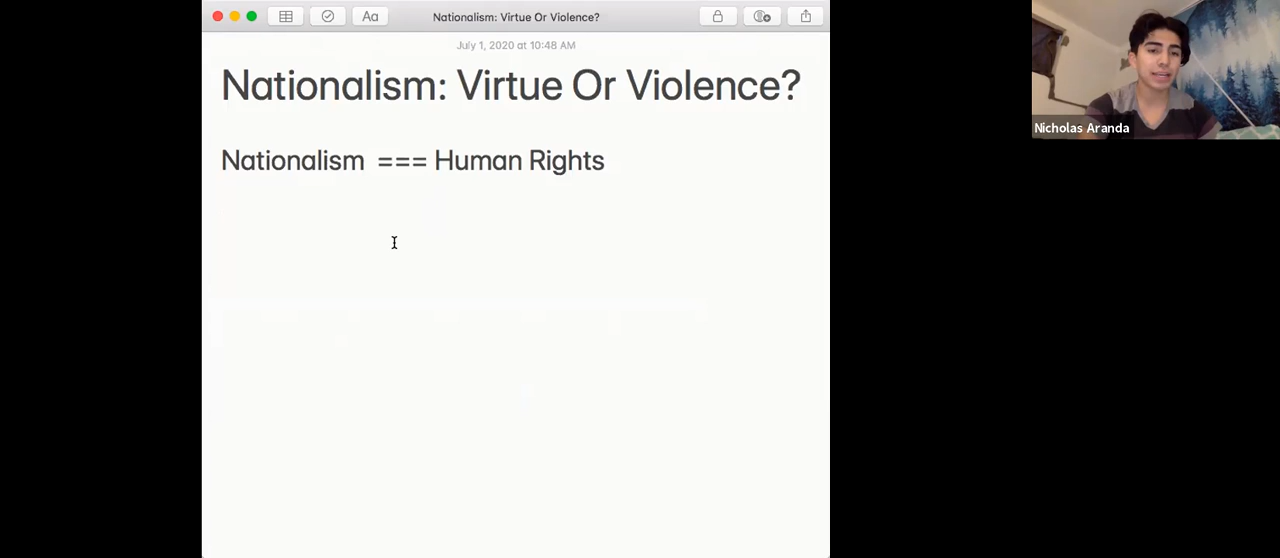 Nationalism: Virtue Or Violence?
Aa
July 1, 2020 at 10:48 AM
Nationalism: Virtue Or Violence?
Nationalism === Human Rights
Nicholas Aranda